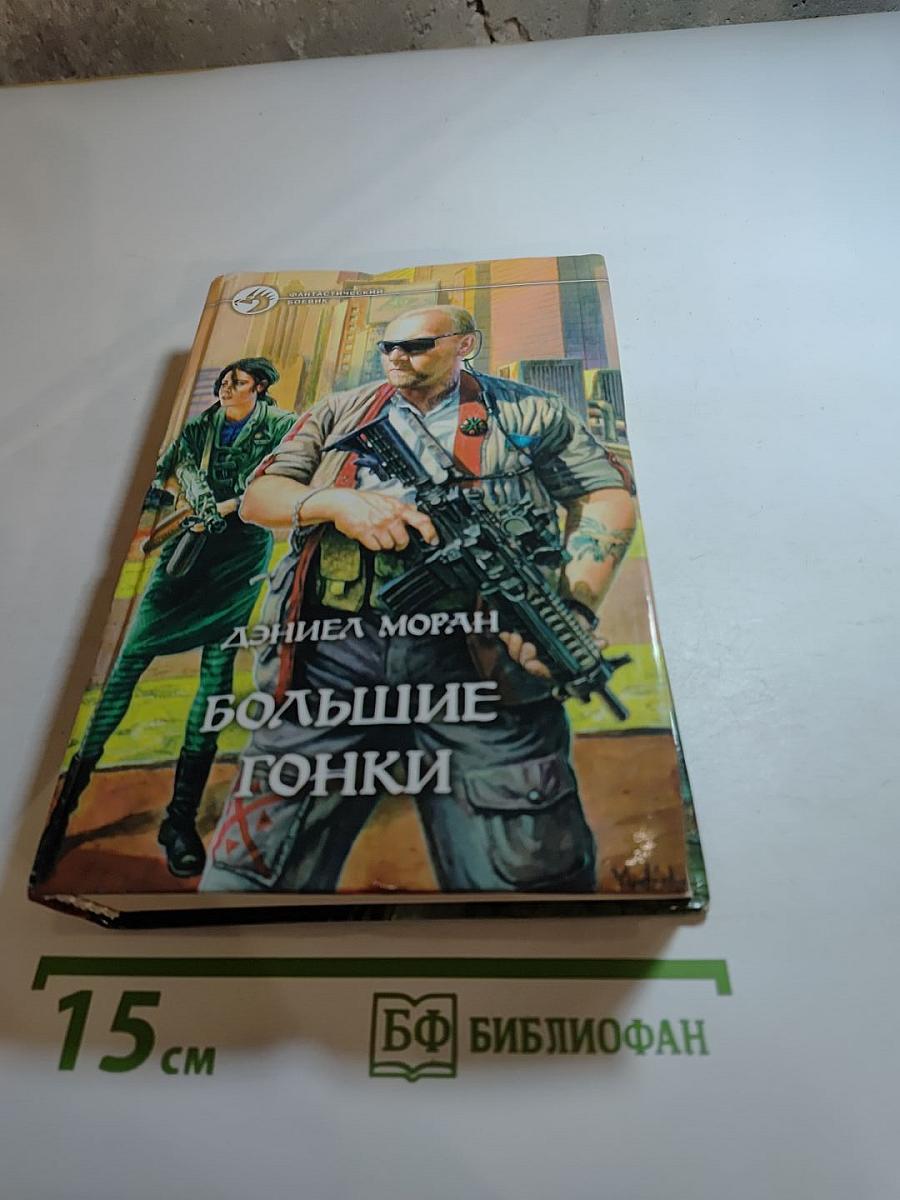 ФАНТАСТИЧЕСКИЙ
БОЕВИК
ДЭНИЕЛ МОРАН
БОЛЬШИЕ
ГОНКИ
15 см
БФ БИБЛИОФАН